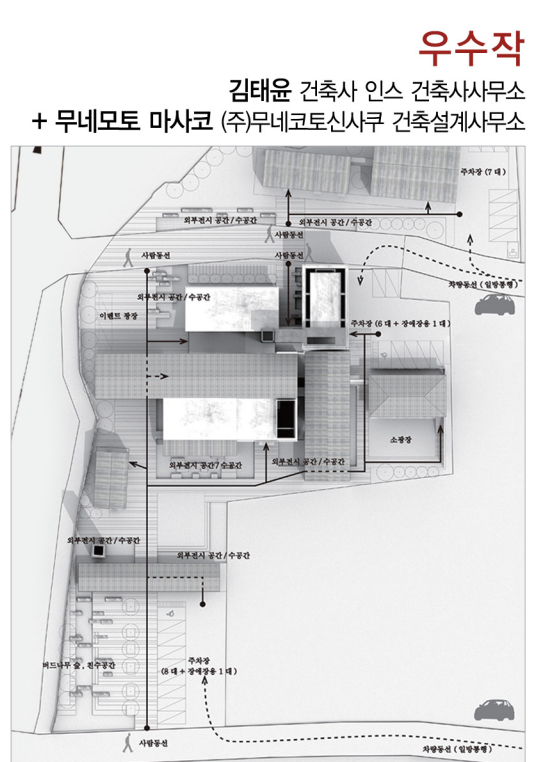 우수작
김태윤 건축사 인스 건축사사무소
+ 무네모토 마사코 (주)무네코토신사쿠 건축설계사무소
주차장 (7 대 )
외부전시 공간 / 수공간
외부전시 공간 / 수공간
사람동선
사람동선
사람동선
차량동선 ( 일방통행 )
외부전시 공간 / 수공간
이벤트 광장
주차장 (6 대 + 장애장용 1 대 )
소광장
외부전시 공간 / 수공간
외부전시 공간 / 수공간
외부전시 공간 / 수공간
외부전시 공간 / 수공간
버드나무 숲 , 친수공간
주차장
(8 대 + 장애장용 1 대 )
사람동선
차량동선 ( 일방통행 )